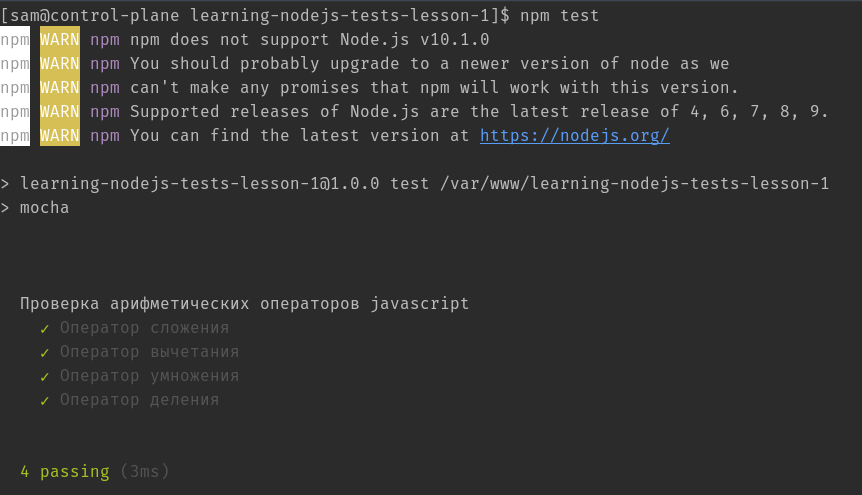 [sam@control-plane learning-nodejs-tests-lesson-1]$ npm test
npm WARN npm npm does not support Node.js v10.1.0
npm WARN npm You should probably upgrade to a newer version of node as we
npm WARN npm can't make any promises that npm will work with this version.
npm WARN npm Supported releases of Node.js are the latest release of 4, 6, 7, 8, 9.
npm WARN npm You can find the latest version at https://nodejs.org/
> learning-nodejs-tests-lesson-1@1.0.0 test /var/www/learning-nodejs-tests-lesson-1
> mocha
Проверка арифметических операторов javascript
✓ Оператор сложения
✓ Оператор вычетания
✓ Оператор умножения
✓ Оператор деления
4 passing (3ms)